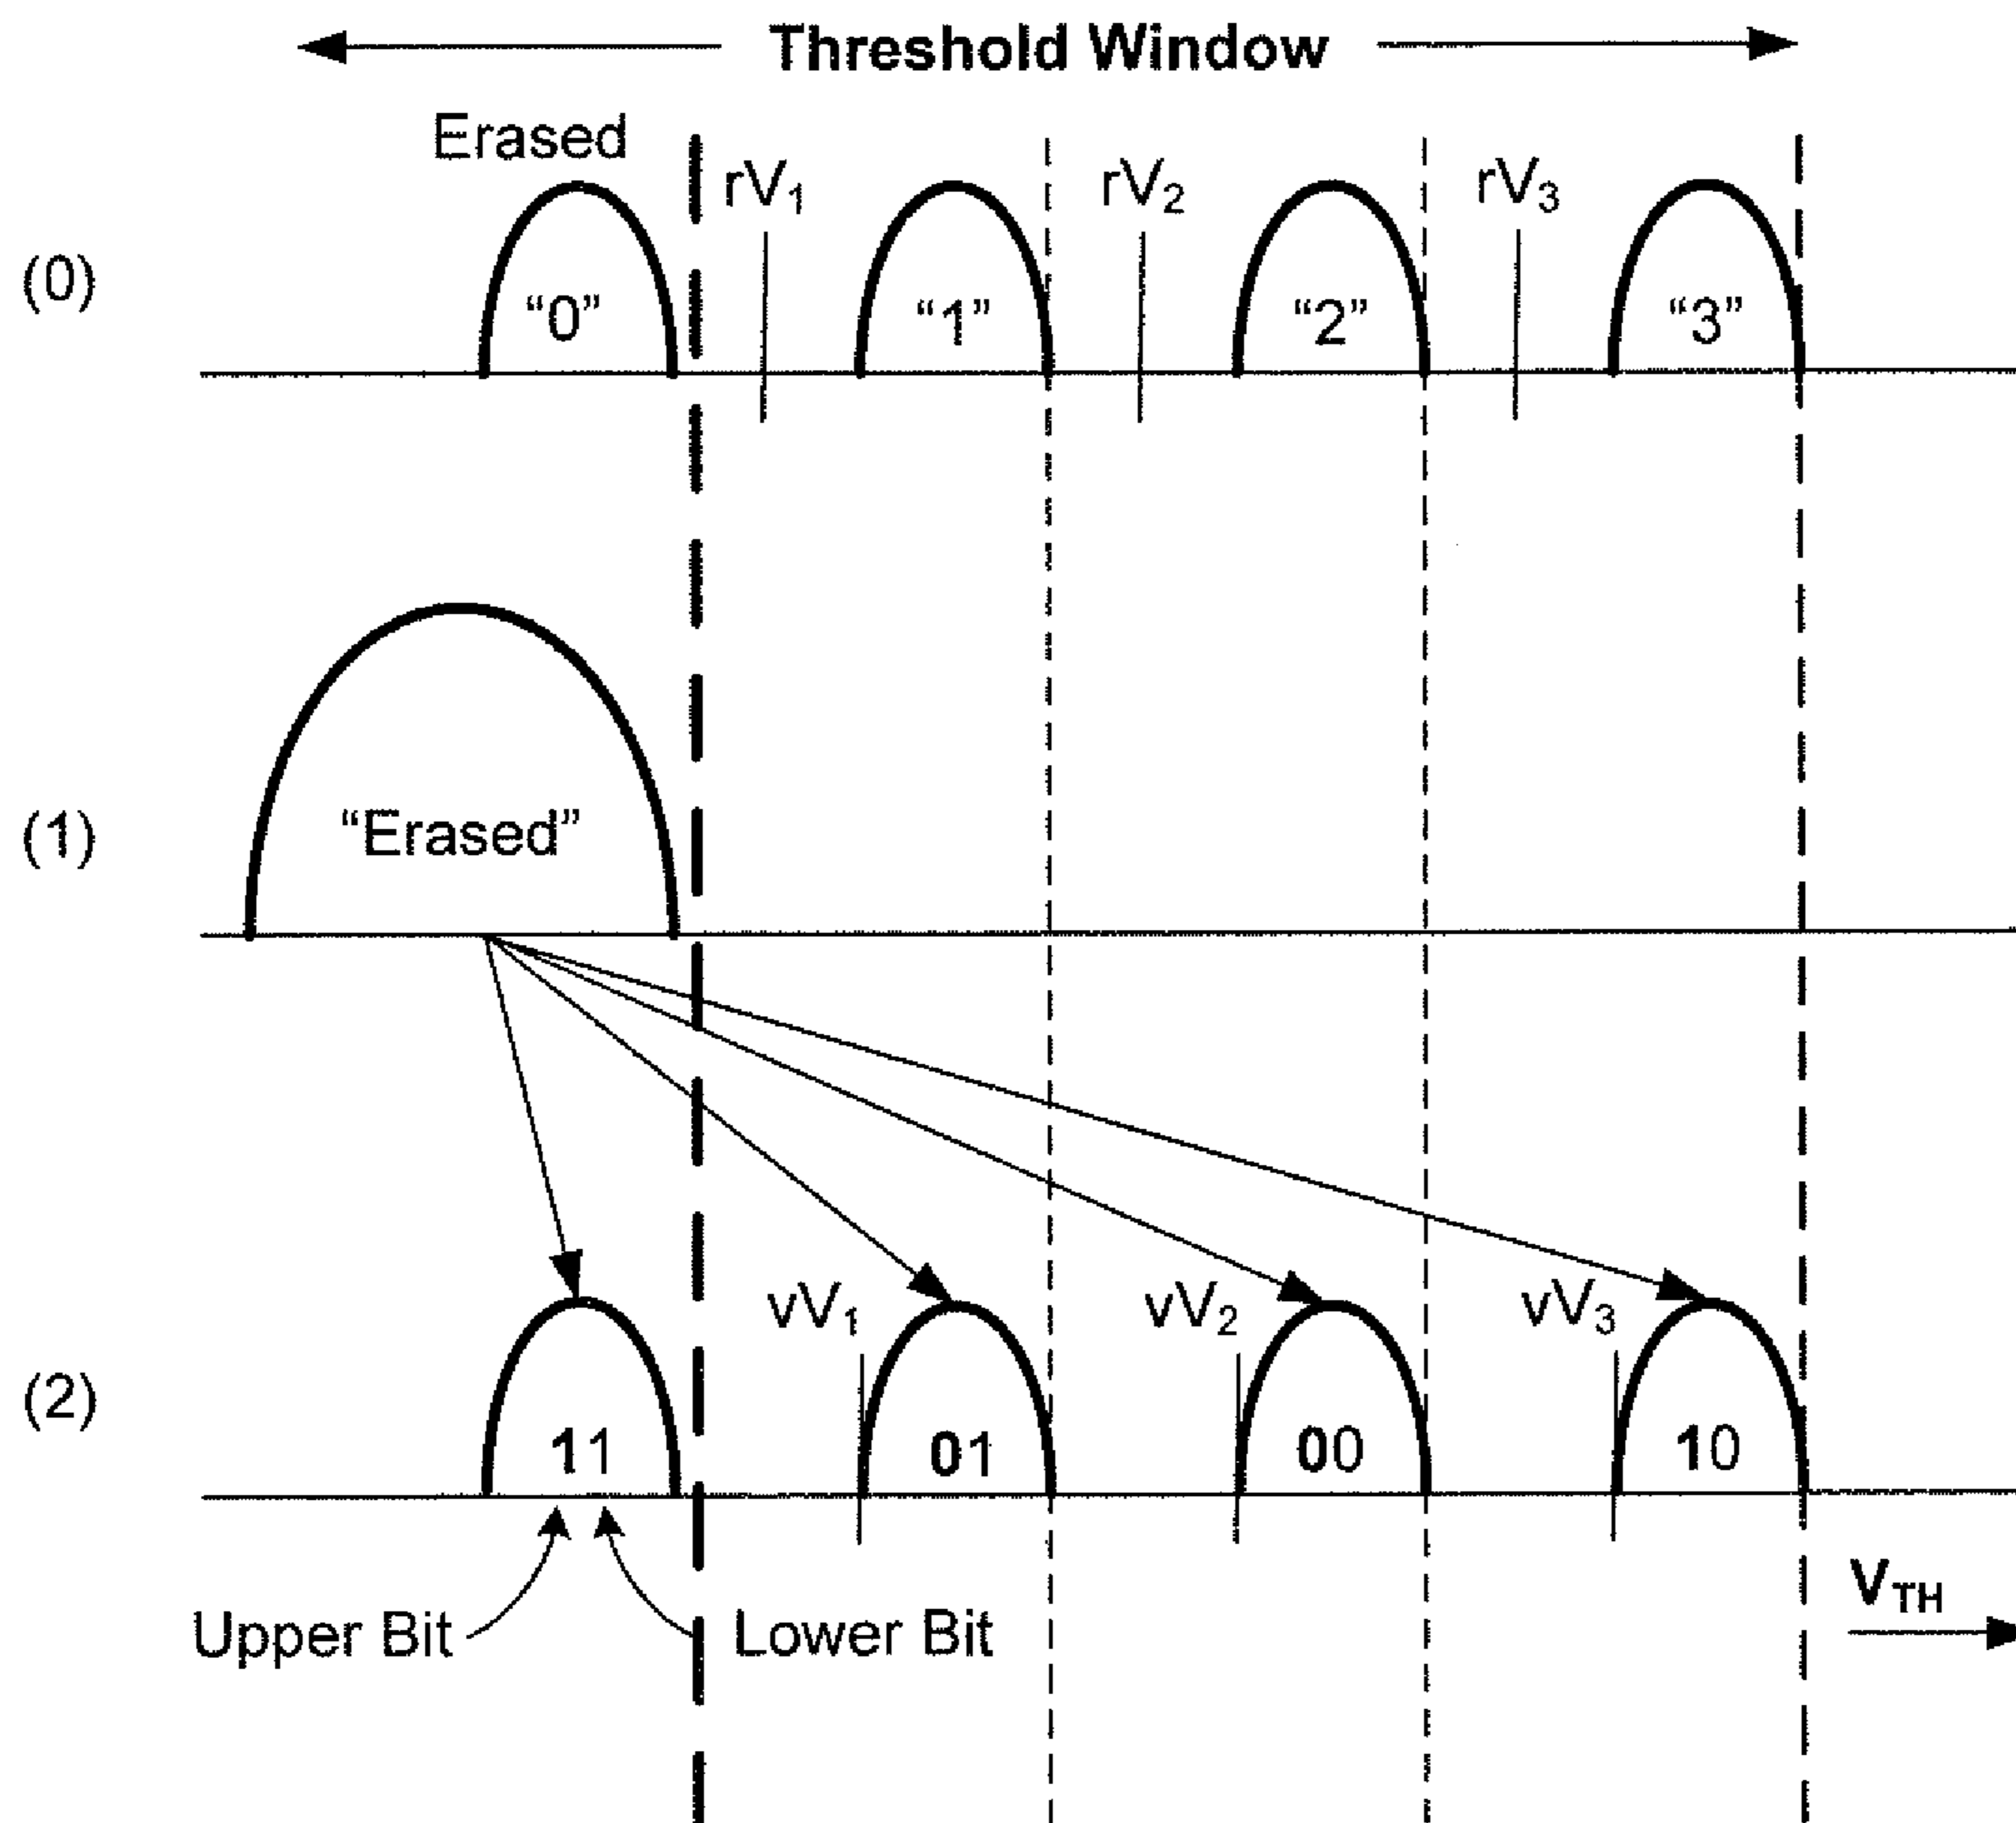 Threshold Window
Erased
rV₁ rV₂ rV₃
(0) “0” “1” “2” “3”
(1) “Erased”
vV₁ vV₂ vV₃
(2) 11 01 00 10
V_TH
Upper Bit Lower Bit